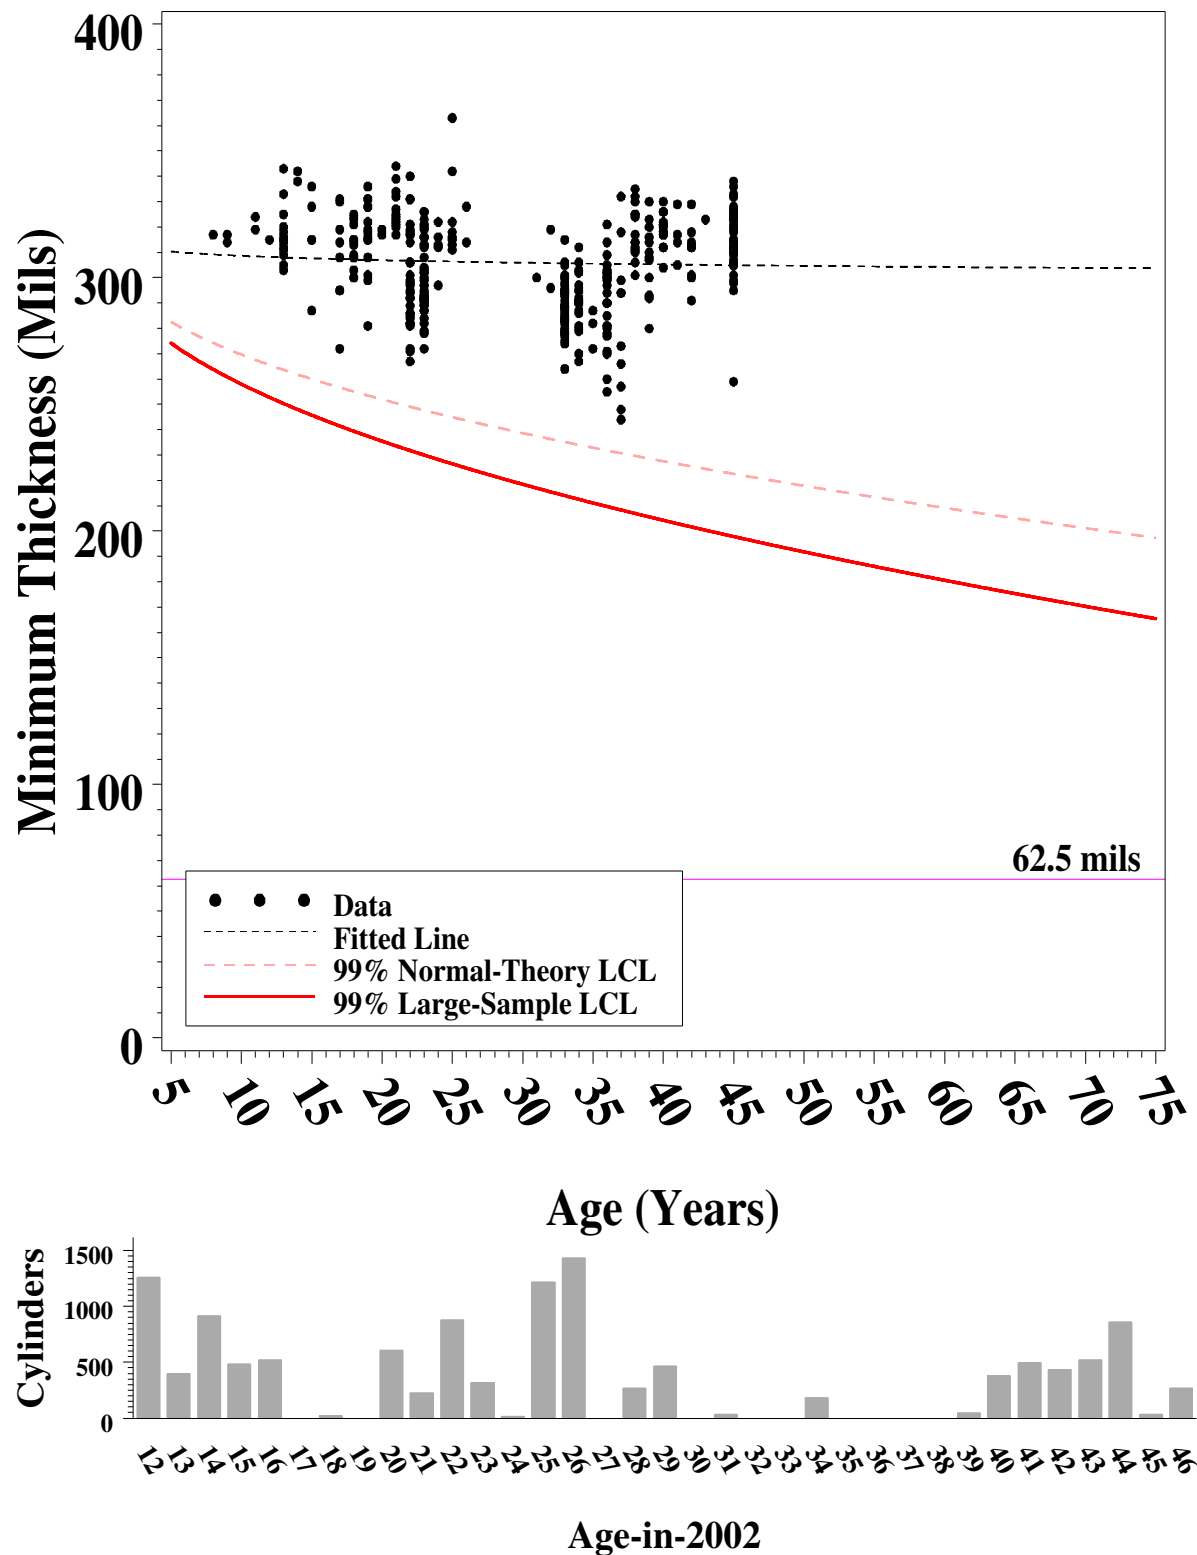 400
300
200
100
0
Minimum Thickness (Mils)
62.5 mils
Data
Fitted Line
99% Normal-Theory LCL
99% Large-Sample LCL
5 10 15 20 25 30 35 40 45 50 55 60 65 70 75
Age (Years)
1500
1000
500
0
Cylinders
12 13 14 15 16 17 18 19 20 21 22 23 24 25 26 27 28 29 30 31 32 33 34 35 36 37 38 39 40 41 42 43 44 45 46
Age-in-2002